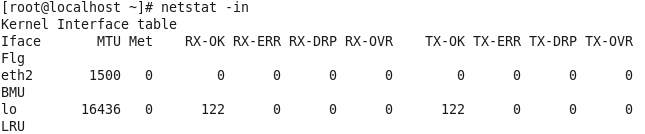 [root@localhost ~]# netstat -in
Kernel Interface table
Iface       MTU Met    RX-OK RX-ERR RX-DRP RX-OVR    TX-OK TX-ERR TX-DRP TX-OVR
Flg
eth2       1500   0        0      0      0      0        0      0      0      0
BMU
lo        16436   0      122      0      0      0      122      0      0      0
LRU